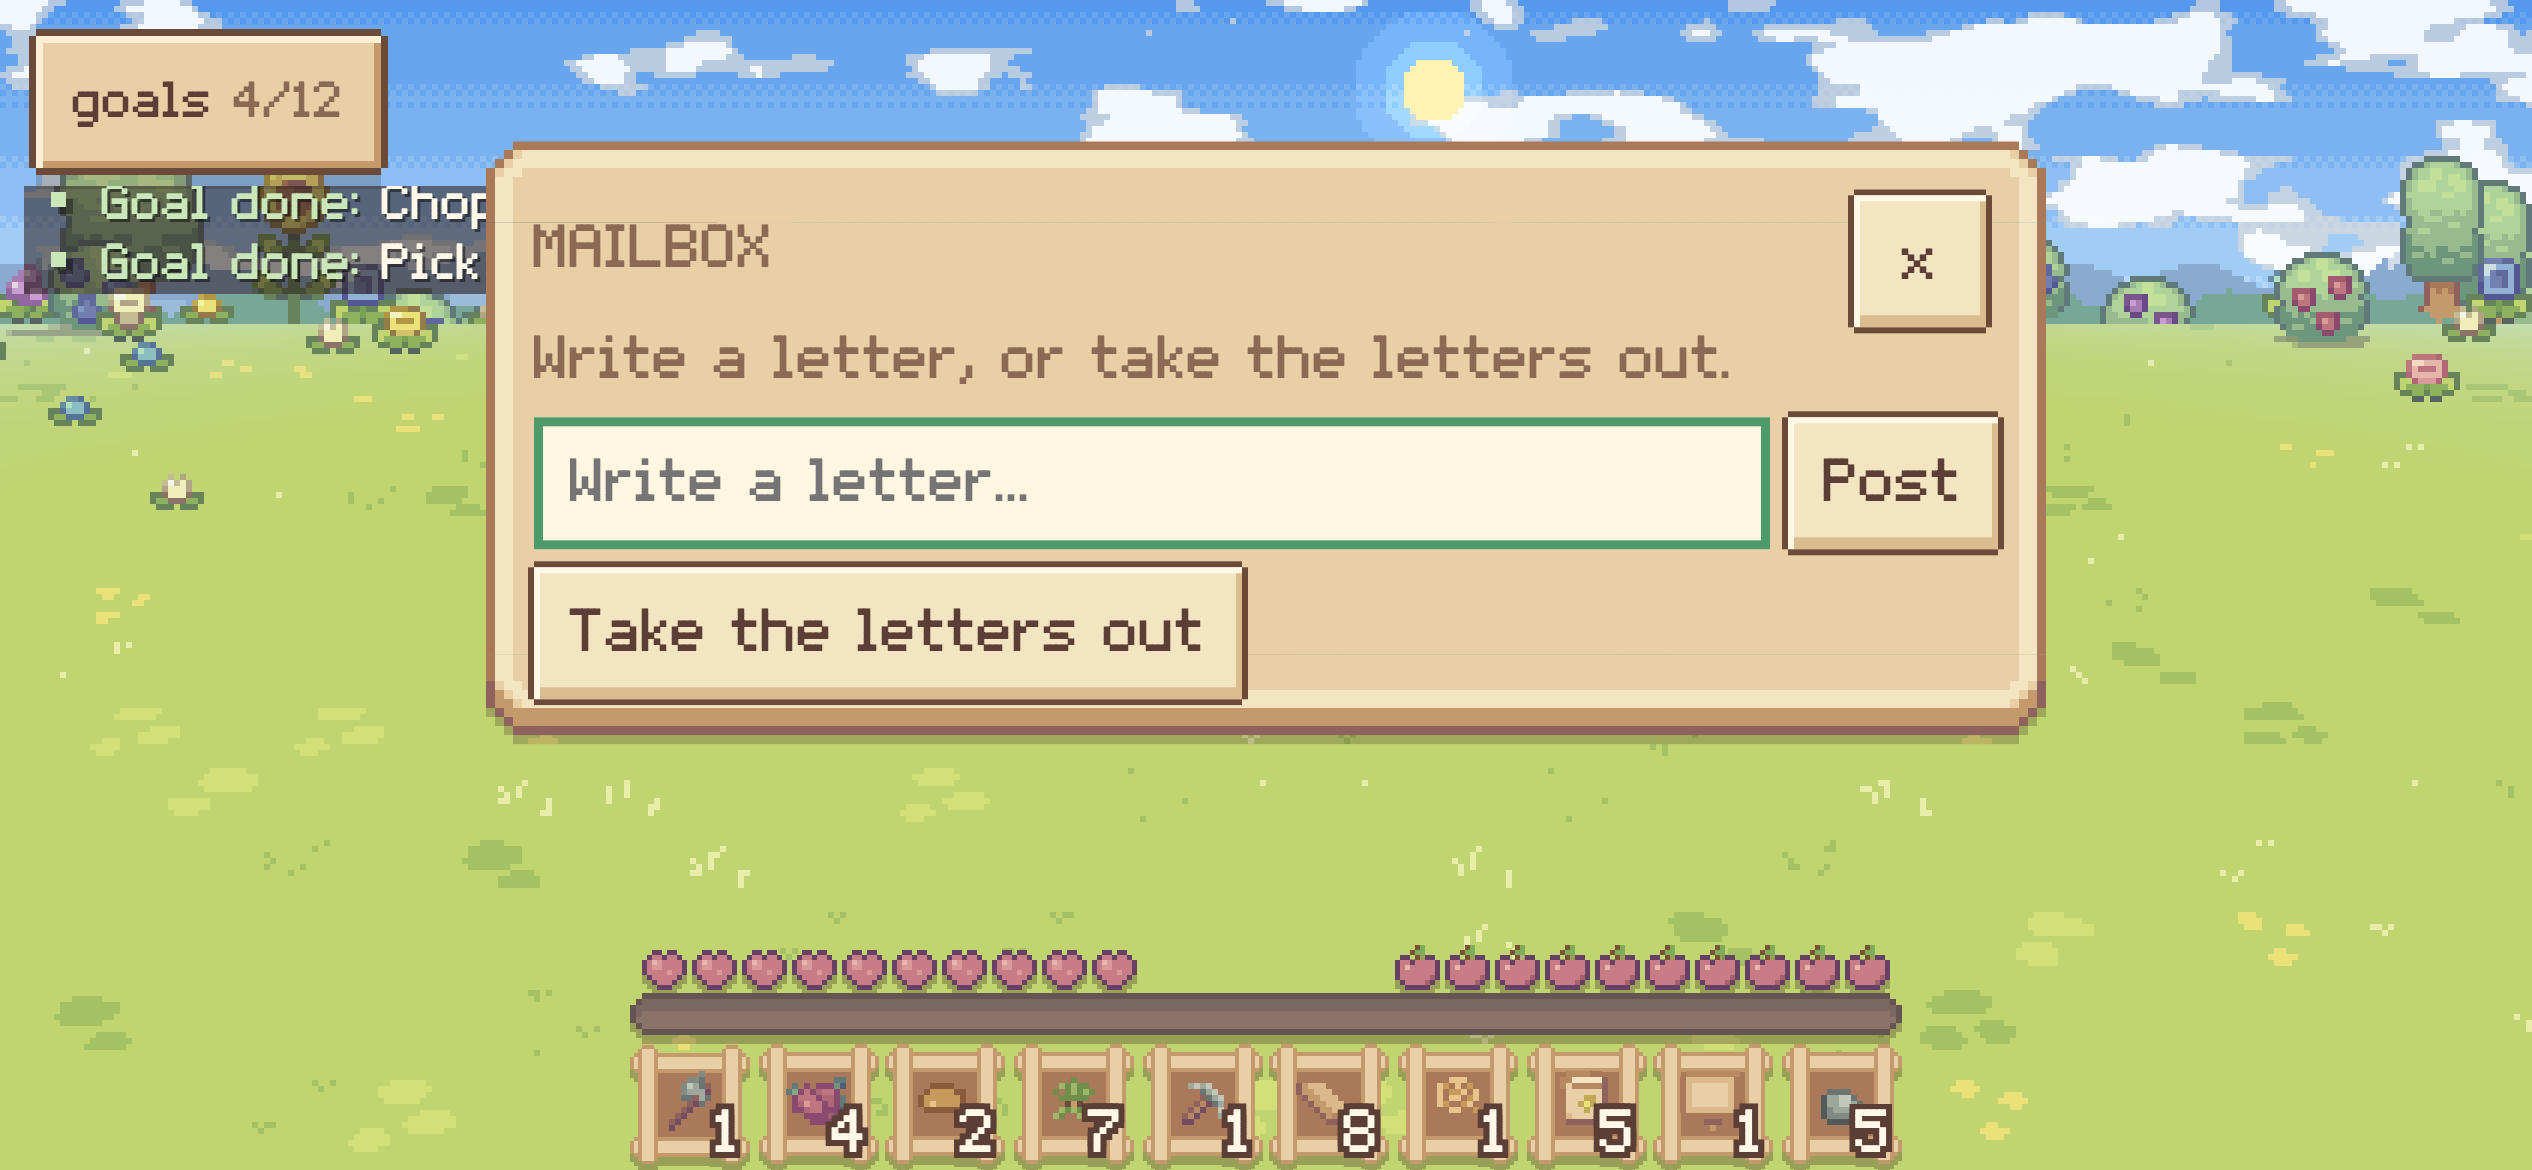 goals 4/12
Goal done: Chop
Goal done: Pick
MAILBOX
x
Write a letter, or take the letters out.
Write a letter...
Post
Take the letters out
1 4 2 7 1 8 1 5 1 5